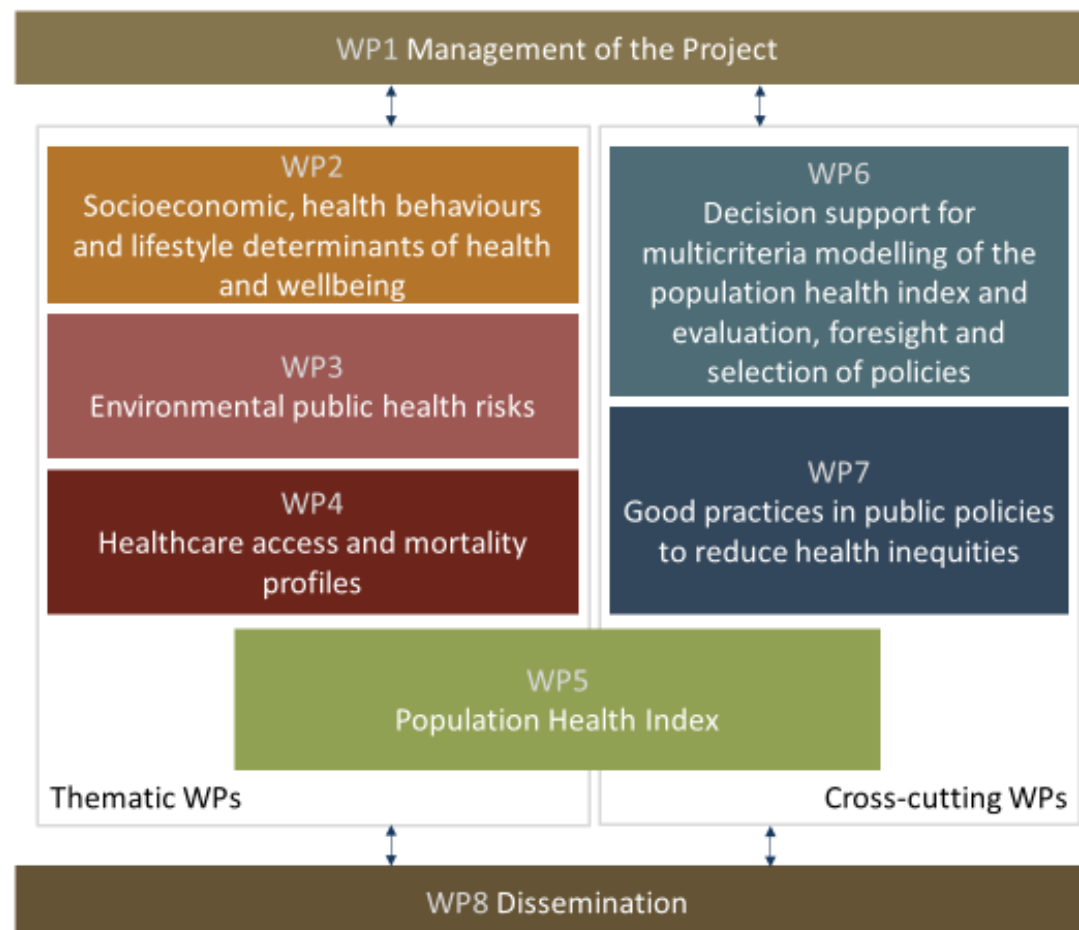 WP1 Management of the Project
WP2
Socioeconomic, health behaviours
and lifestyle determinants of health
and wellbeing
WP3
Environmental public health risks
WP4
Healthcare access and mortality
profiles
WP6
Decision support for
multicriteria modelling of the
population health index and
evaluation, foresight and
selection of policies
WP7
Good practices in public policies
to reduce health inequities
WP5
Population Health Index
Thematic WPs
Cross-cutting WPs
WP8 Dissemination